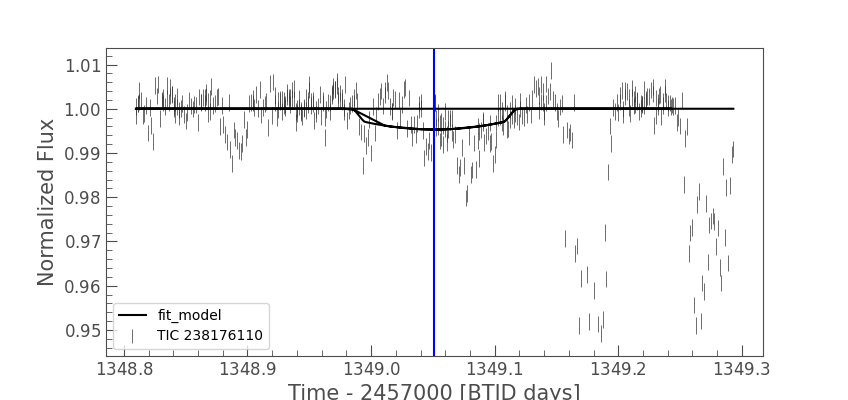 1.01
1.00
0.99
0.98
0.97
0.96
0.95
Normalized Flux
fit_model
TIC 238176110
1348.8 1348.9 1349.0 1349.1 1349.2 1349.3
Time - 2457000 [BTJD days]